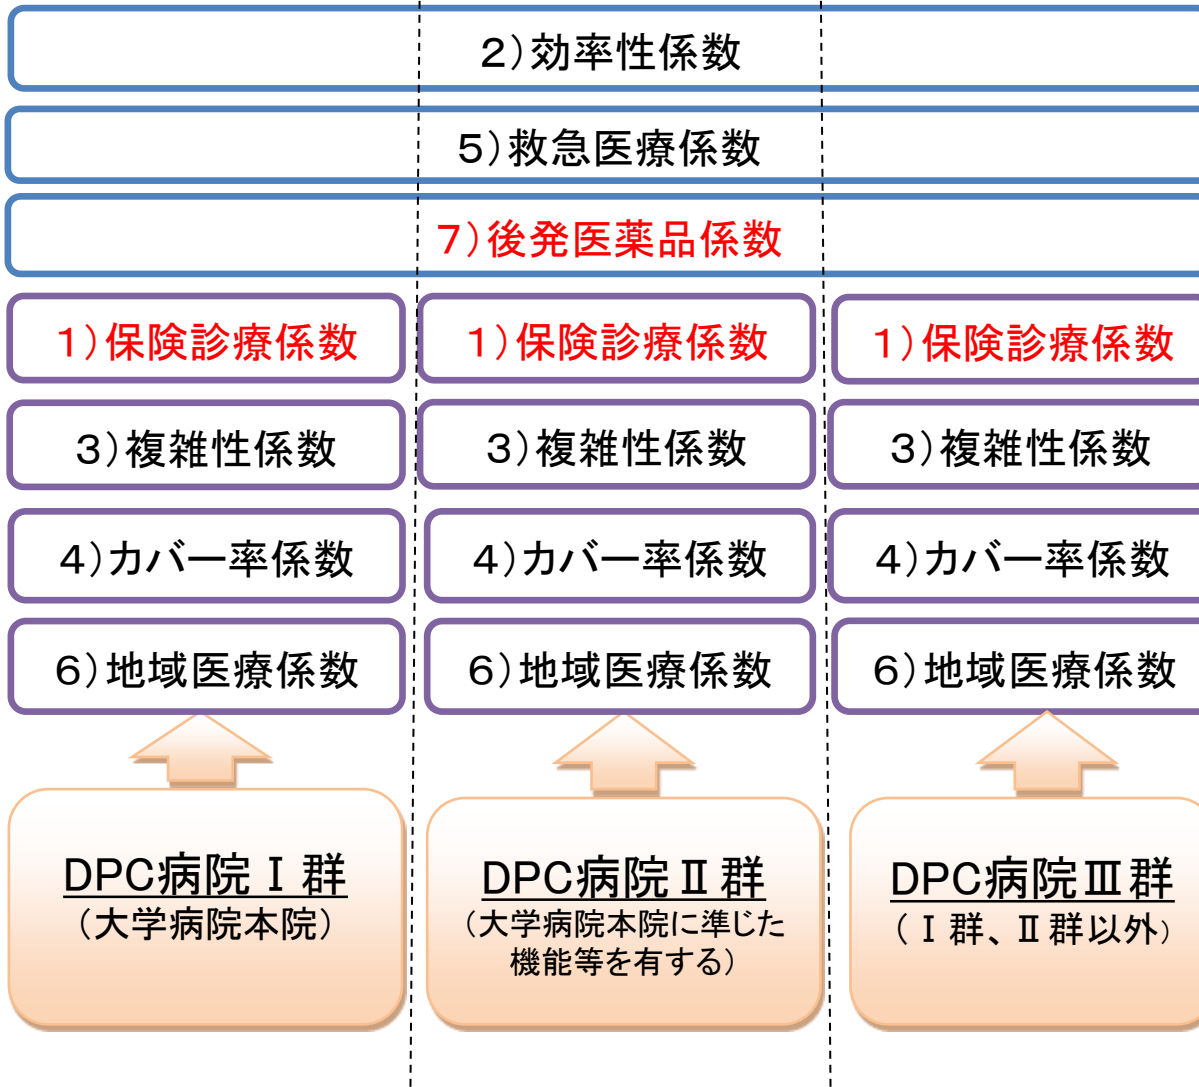 2)効率性係数
5)救急医療係数
7)後発医薬品係数
1)保険診療係数
1)保険診療係数
1)保険診療係数
3)複雑性係数
3)複雑性係数
3)複雑性係数
4)カバー率係数
4)カバー率係数
4)カバー率係数
6)地域医療係数
6)地域医療係数
6)地域医療係数
DPC病院Ⅰ群
(大学病院本院)
DPC病院Ⅱ群
(大学病院本院に準じた
機能等を有する)
DPC病院Ⅲ群
(Ⅰ群、Ⅱ群以外)